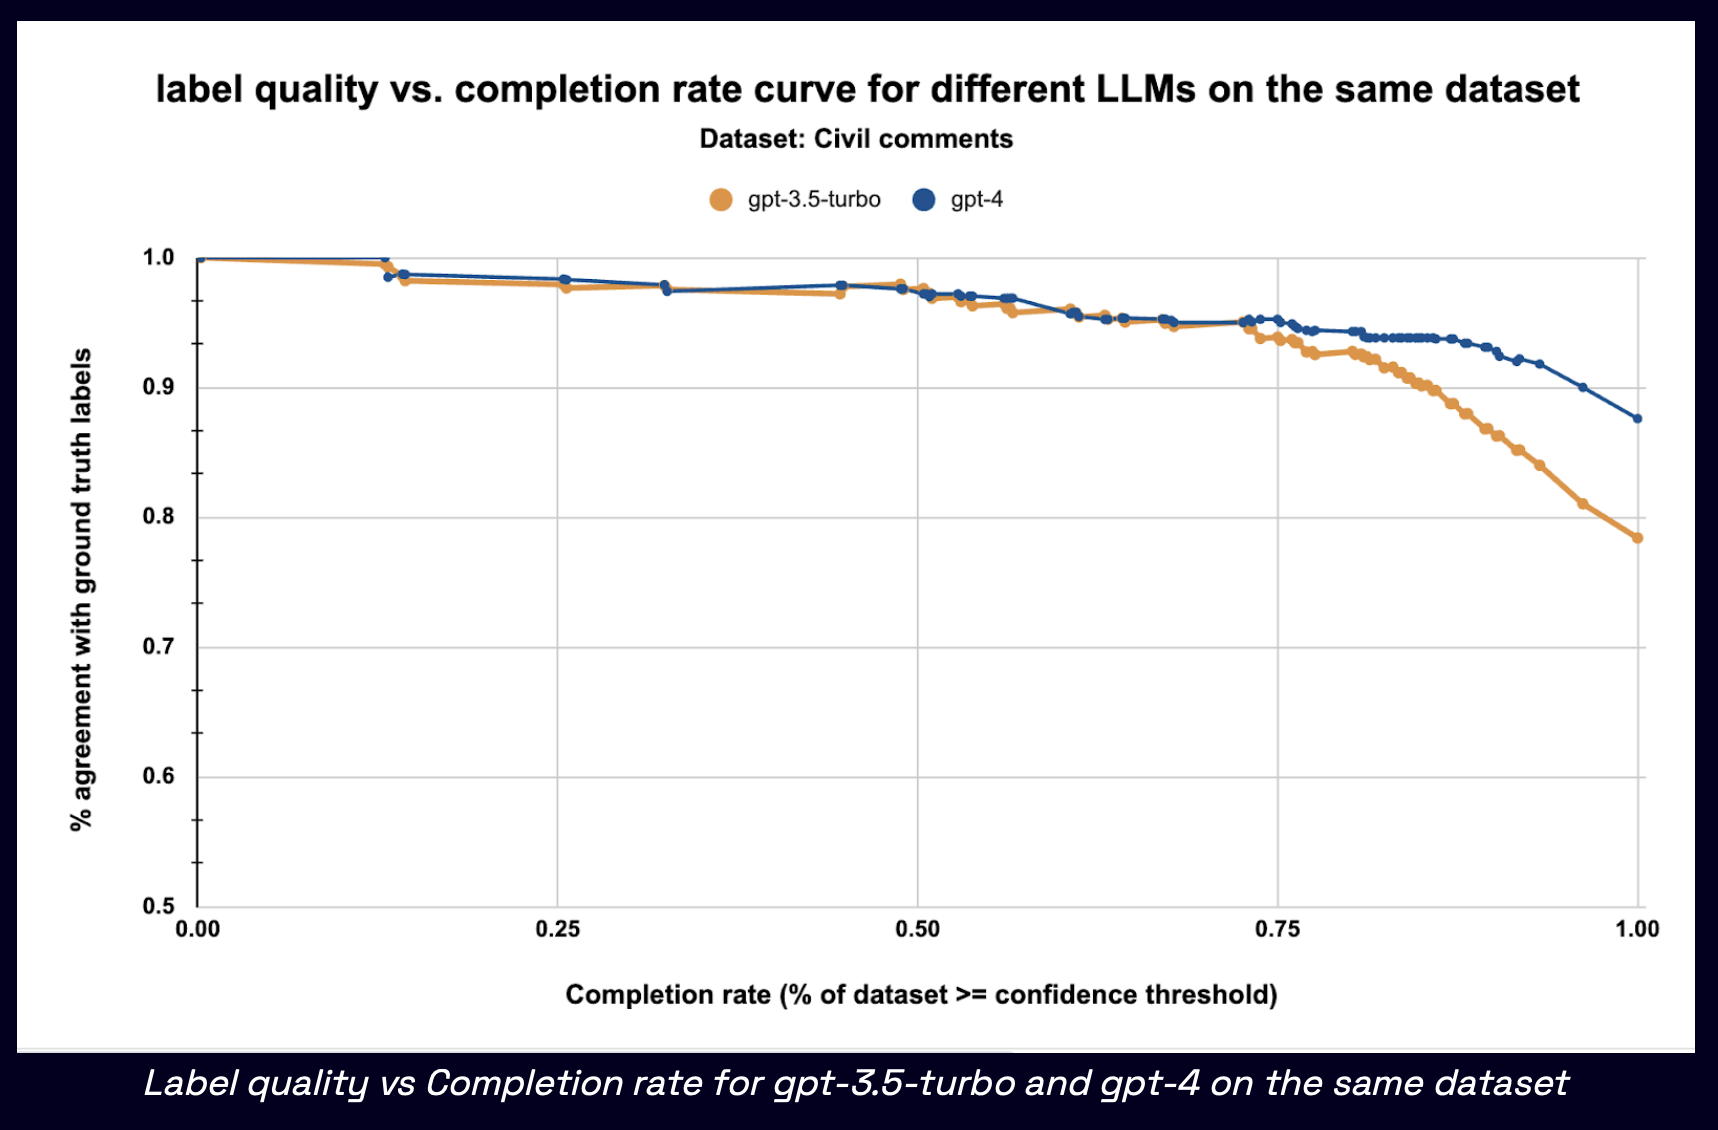 label quality vs. completion rate curve for different LLMs on the same dataset
Dataset: Civil comments
gpt-3.5-turbo gpt-4
% agreement with ground truth labels
1.0
0.9
0.8
0.7
0.6
0.5
0.00 0.25 0.50 0.75 1.00
Completion rate (% of dataset >= confidence threshold)
Label quality vs Completion rate for gpt-3.5-turbo and gpt-4 on the same dataset